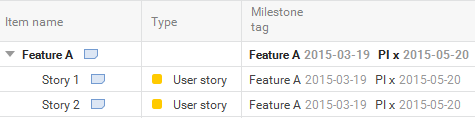 Item name Type Milestone tag
Feature A Feature A 2015-03-19 PI x 2015-05-20
Story 1 User story Feature A 2015-03-19 PI x 2015-05-20
Story 2 User story Feature A 2015-03-19 PI x 2015-05-20